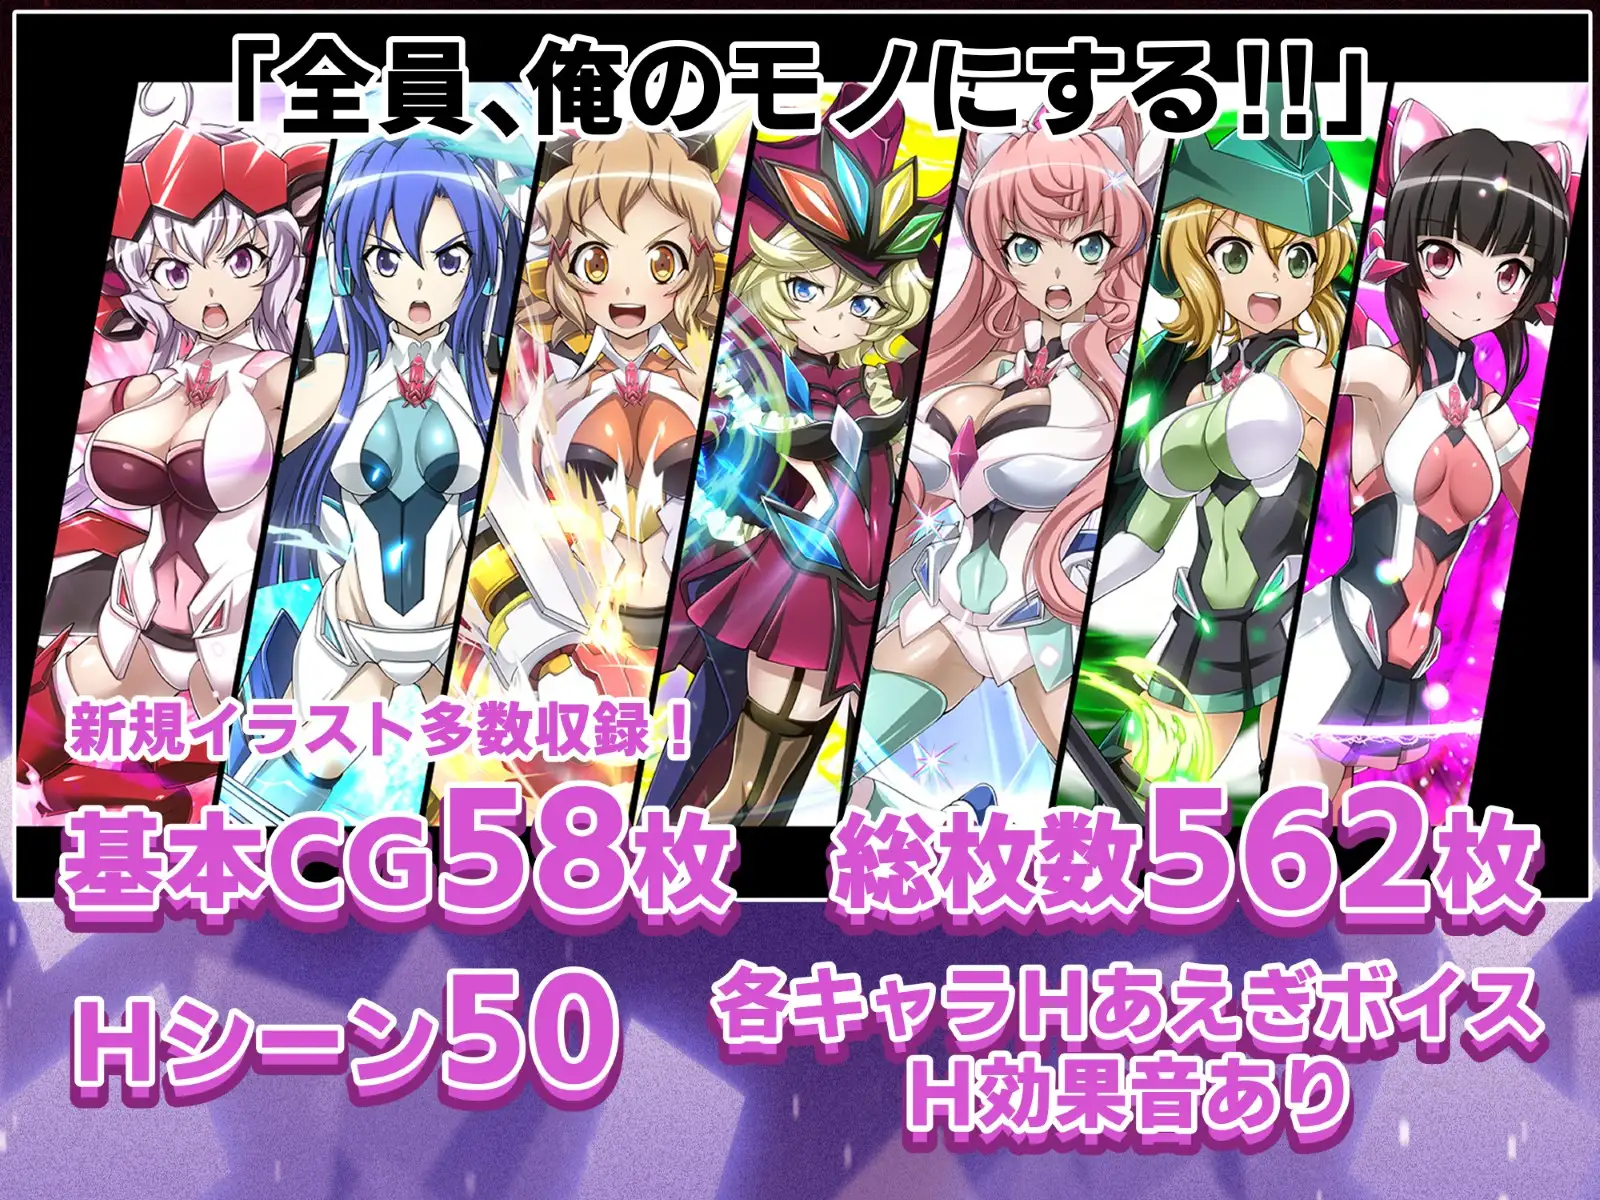 「全員、俺のモノにする!!」
新規イラスト多数収録！
基本CG58枚
総枚数562枚
Hシーン50
各キャラHあえぎボイス
H効果音あり